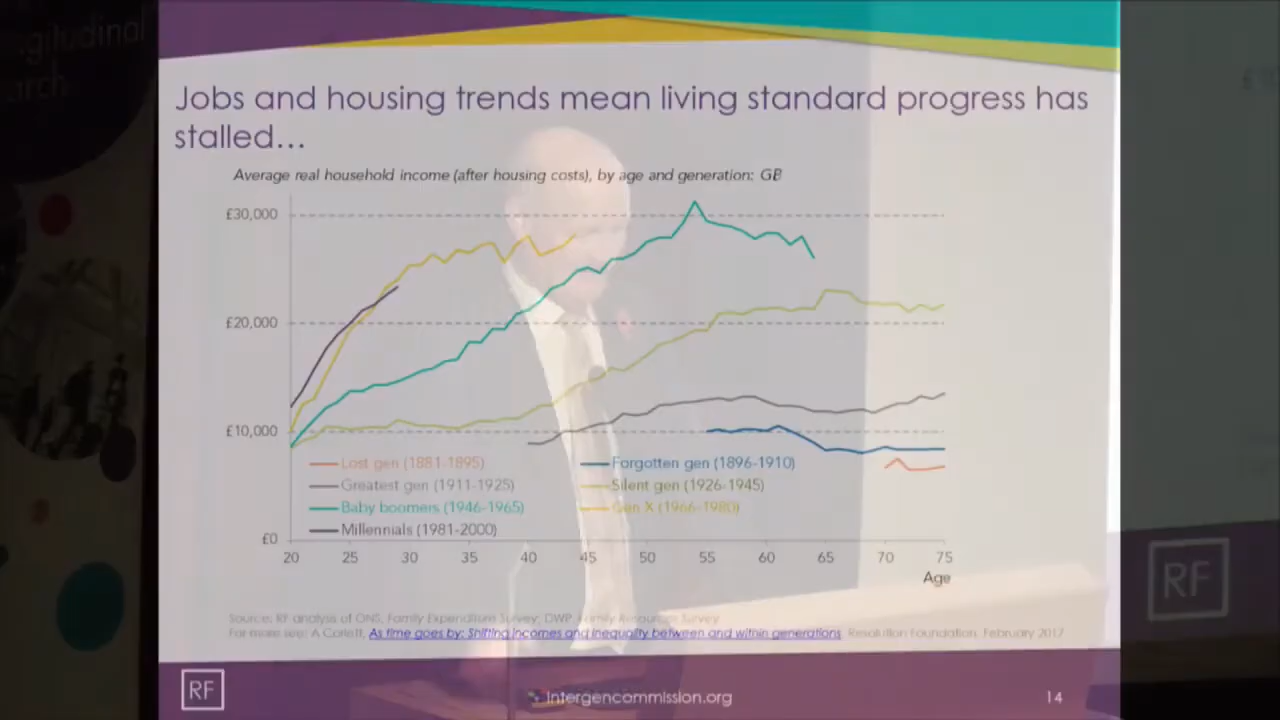 gitudinal
arch
Jobs and housing trends mean living standard progress has
stalled…
Average real household income (after housing costs), by age and generation: GB
£30,000
£20,000
£10,000
£0
Lost gen (1881-1895)
Forgotten gen (1896-1910)
Greatest gen (1911-1925)
Silent gen (1926-1945)
Baby boomers (1946-1965)
Gen X (1966-1980)
Millennials (1981-2000)
20 25 30 35 40 45 50 55 60 65 70 75
Age
Source: RF analysis of ONS, Family Expenditure Survey; DWP, Family Resources Survey
For more see: A Corlett, As time goes by: Shifting incomes and inequality between and within generations, Resolution Foundation, February 2017
RF
intergencommission.org
14
RF